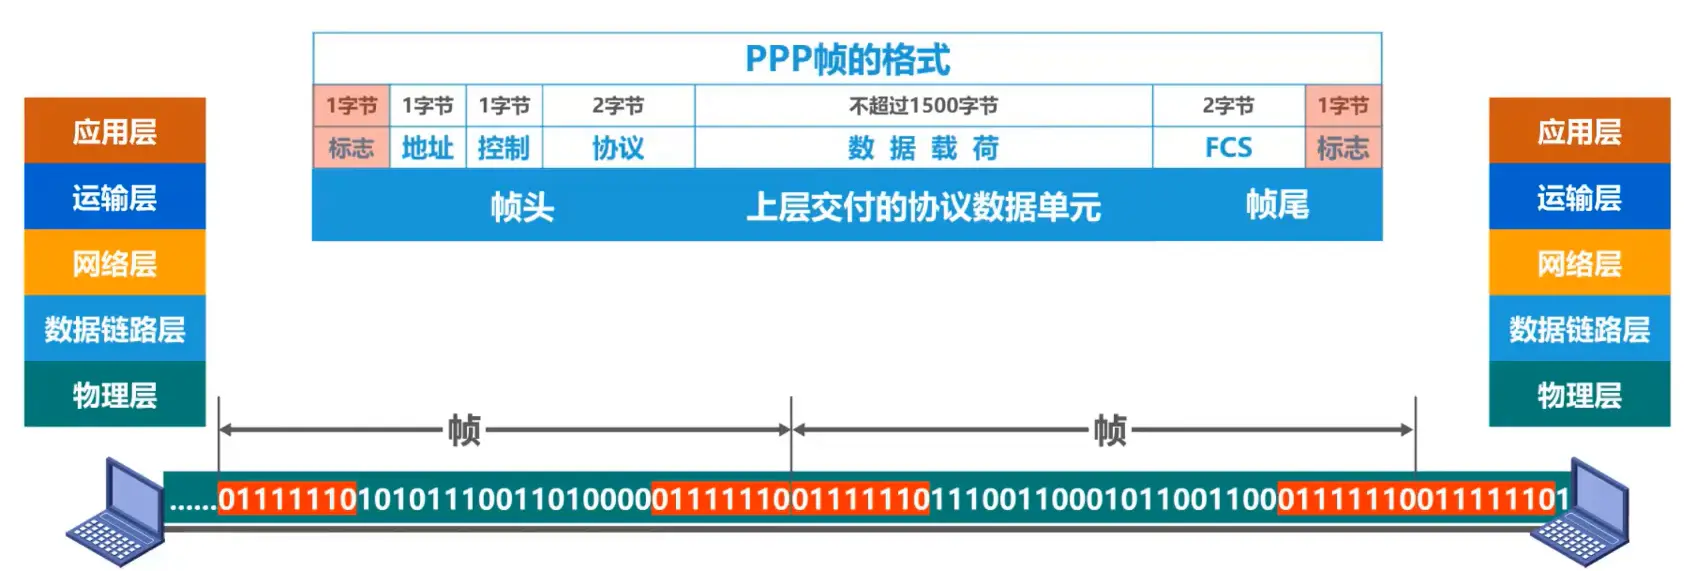 PPP帧的格式
1字节 1字节 1字节 2字节 不超过1500字节 2字节 1字节
标志 地址 控制 协议 数据载荷 FCS 标志
帧头 上层交付的协议数据单元 帧尾
应用层
运输层
网络层
数据链路层
物理层
应用层
运输层
网络层
数据链路层
物理层
帧 帧
......01111110101011100110100000111111001111110111001100010110011000111111001111101